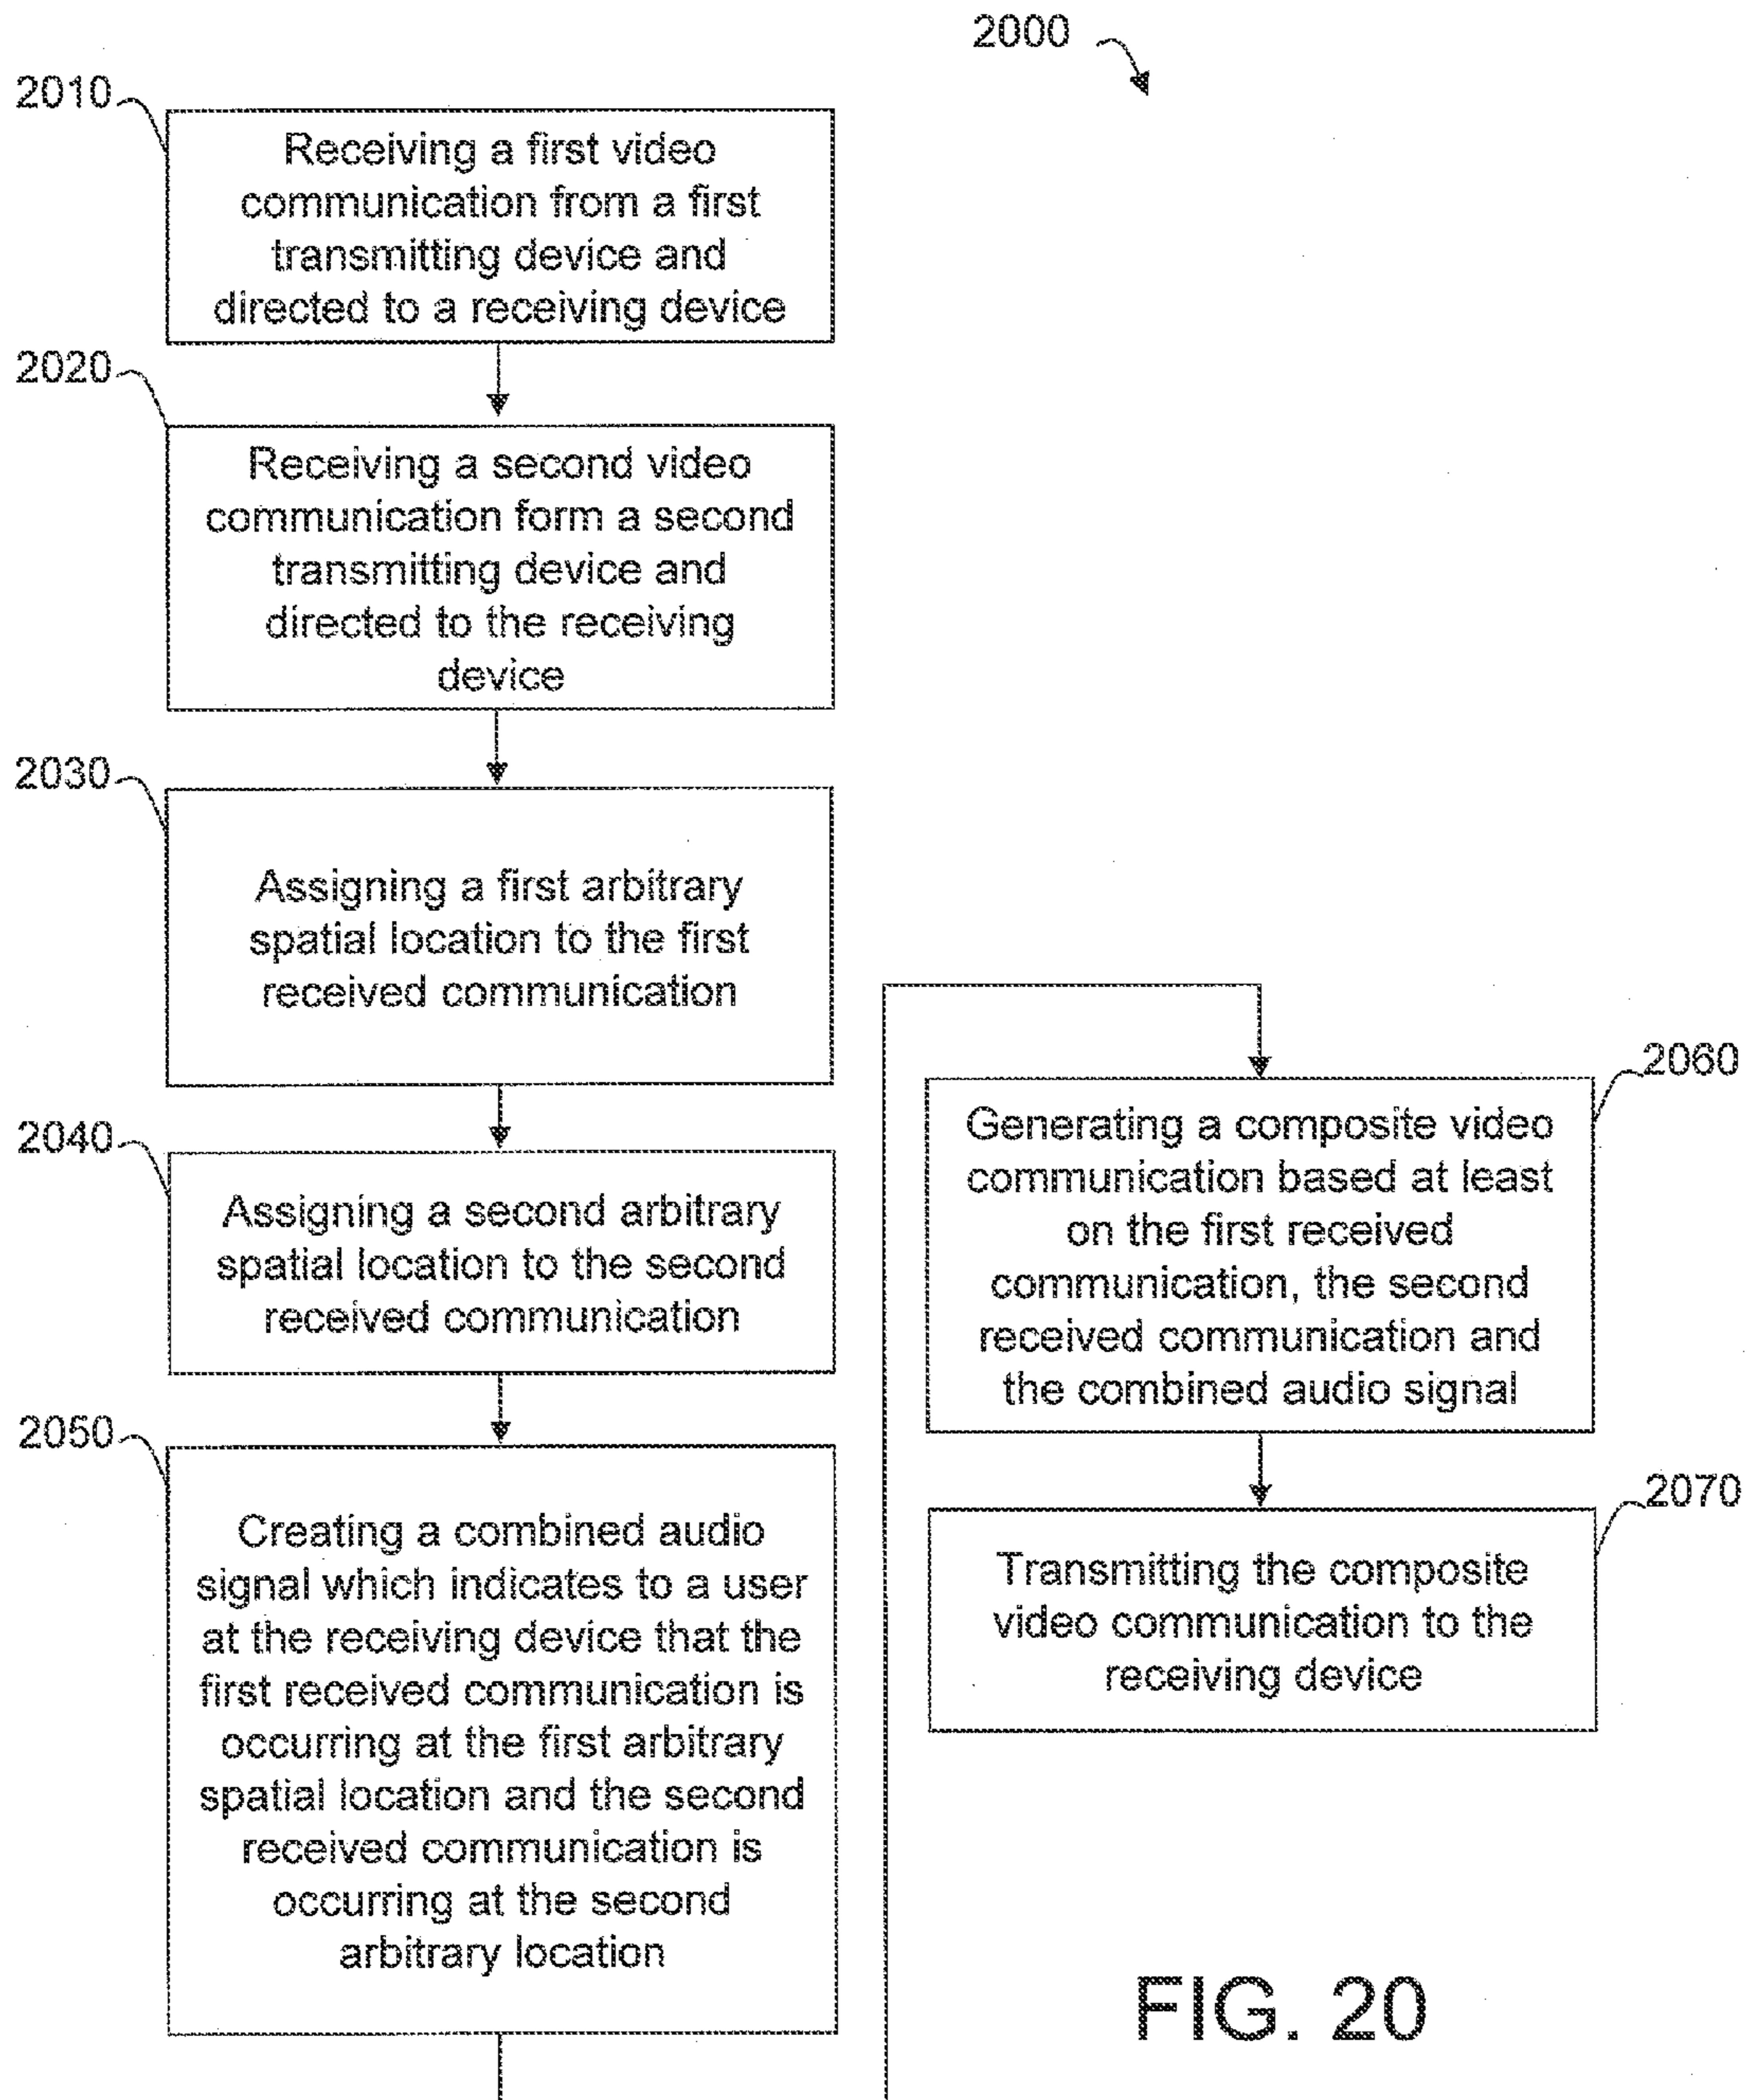 2000
2010
Receiving a first video
communication from a first
transmitting device and
directed to a receiving device
2020
Receiving a second video
communication form a second
transmitting device and
directed to the receiving
device
2030
Assigning a first arbitrary
spatial location to the first
received communication
2040
Assigning a second arbitrary
spatial location to the second
received communication
2050
Creating a combined audio
signal which indicates to a user
at the receiving device that the
first received communication is
occurring at the first arbitrary
spatial location and the second
received communication is
occurring at the second
arbitrary location
2060
Generating a composite video
communication based at least
on the first received
communication, the second
received communication and
the combined audio signal
2070
Transmitting the composite
video communication to the
receiving device
FIG. 20